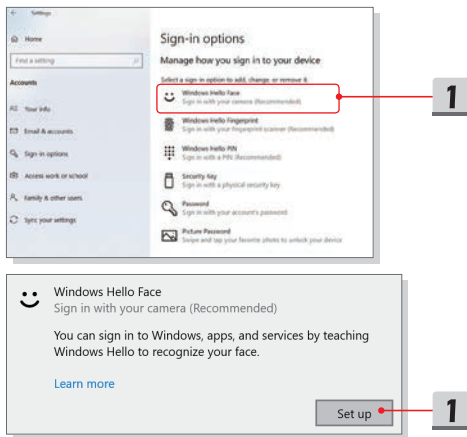 Settings
Home
Find a setting
Accounts
Your info
Email & accounts
Sign-in options
Access work or school
Family & other users
Sync your settings
Sign-in options
Manage how you sign in to your device
Select a sign-in option to add, change, or remove it.
Windows Hello Face
Sign in with your camera (Recommended)
Windows Hello Fingerprint
Sign in with your fingerprint scanner (Recommended)
Windows Hello PIN
Sign in with a PIN (Recommended)
Security Key
Sign in with a physical security key
Password
Sign in with your account's password
Picture Password
Swipe and tap your favorite photo to unlock your device
1
Windows Hello Face
Sign in with your camera (Recommended)
You can sign in to Windows, apps, and services by teaching
Windows Hello to recognize your face.
Learn more
Set up
1